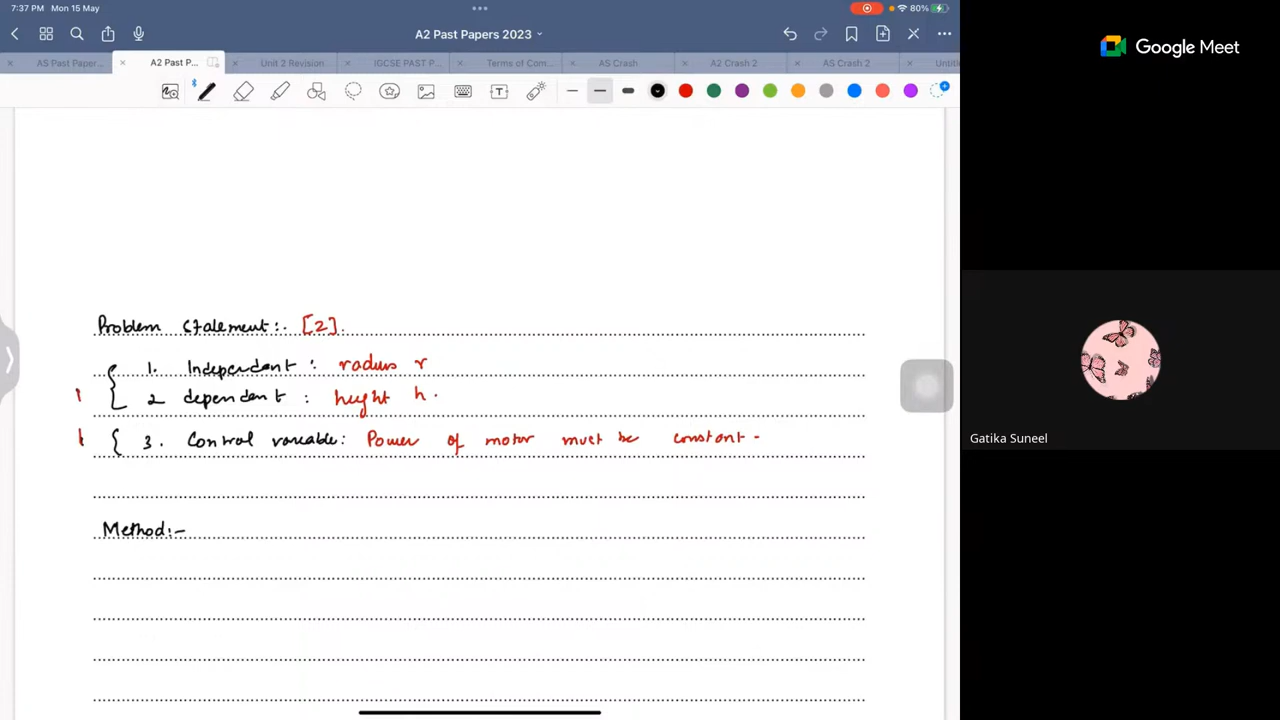 7:37 PM Mon 15 May
80%
A2 Past Papers 2023
AS Past Paper...
A2 Past P...
Unit 2 Revision
IGCSE PAST P...
Terms of Com...
AS Crash
A2 Crash 2
AS Crash 2
Untitl
Google Meet
Problem statement:. [2].
1. Independent : radius r
1 2 dependent : height h.
1 3. Control variable: Power of motor must be constant -
Method:-
Gatika Suneel